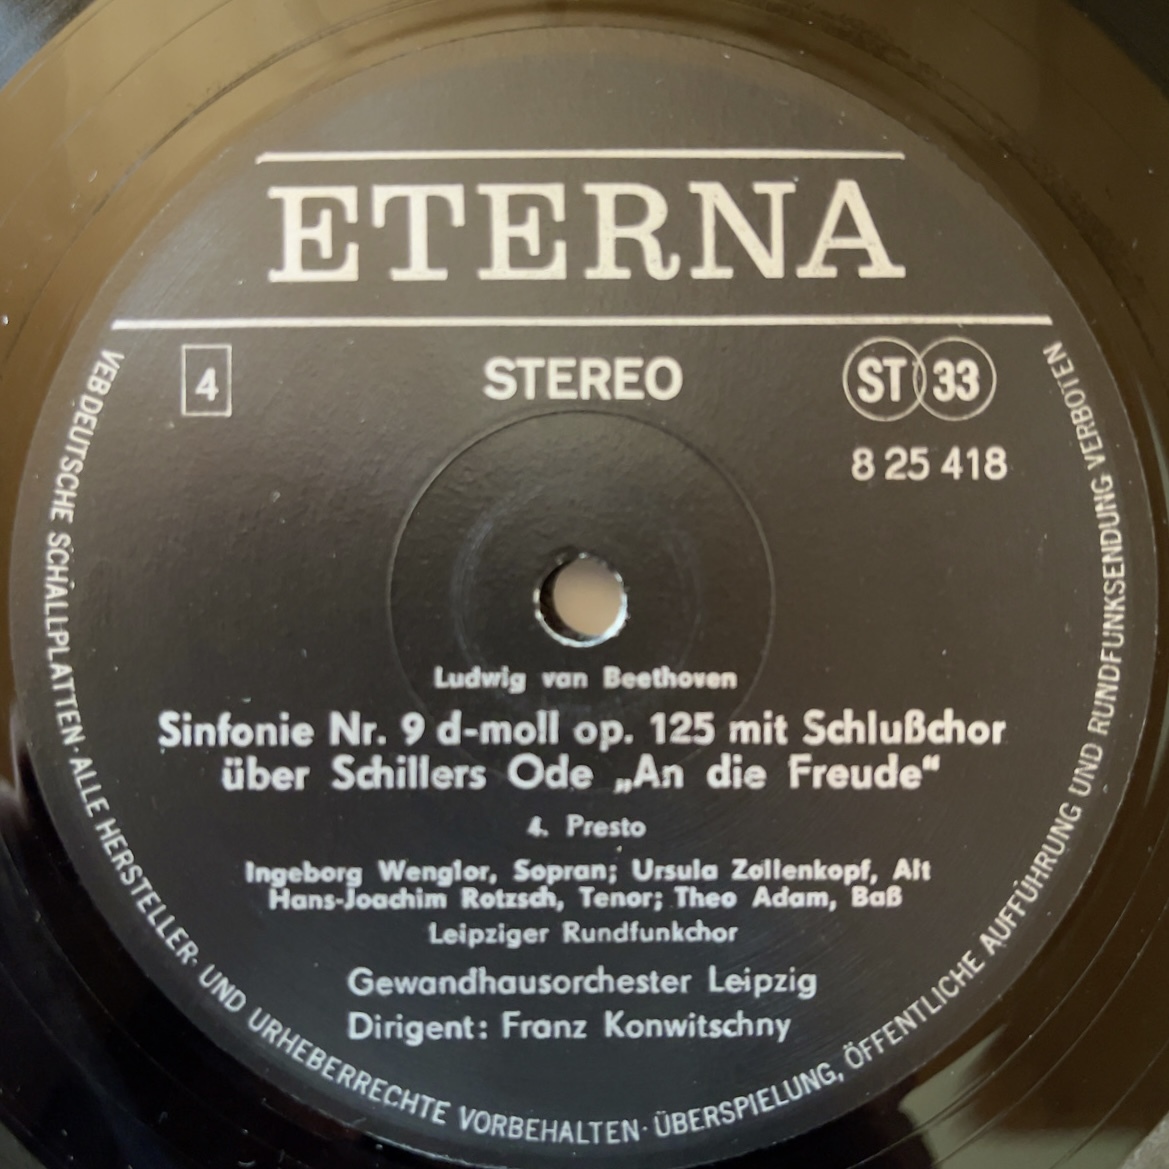 ETERNA
4
STEREO
ST 33
8 25 418
Ludwig van Beethoven
Sinfonie Nr. 9 d-moll op. 125 mit Schlußchor
über Schillers Ode „An die Freude“
4. Presto
Ingeborg Wenglor, Sopran; Ursula Zollenkopf, Alt
Hans-Joachim Rotzsch, Tenor; Theo Adam, Baß
Leipziger Rundfunkchor
Gewandhausorchester Leipzig
Dirigent: Franz Konwitschny
VEB DEUTSCHE SCHALLPLATTEN · ALLE HERSTELLER- UND URHEBERRECHTE VORBEHALTEN · ÜBERSPIELUNG, ÖFFENTLICHE AUFFÜHRUNG UND RUNDFUNKSENDUNG VERBOTEN